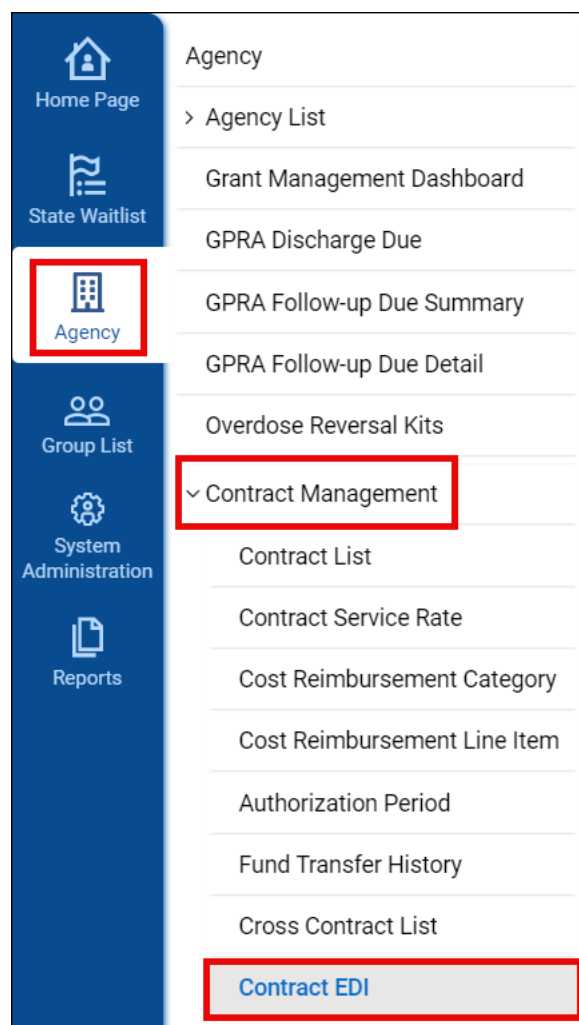 Home Page
State Waitlist
Agency
Group List
System
Administration
Reports
Agency
> Agency List
Grant Management Dashboard
GPRA Discharge Due
GPRA Follow-up Due Summary
GPRA Follow-up Due Detail
Overdose Reversal Kits
Contract Management
Contract List
Contract Service Rate
Cost Reimbursement Category
Cost Reimbursement Line Item
Authorization Period
Fund Transfer History
Cross Contract List
Contract EDI